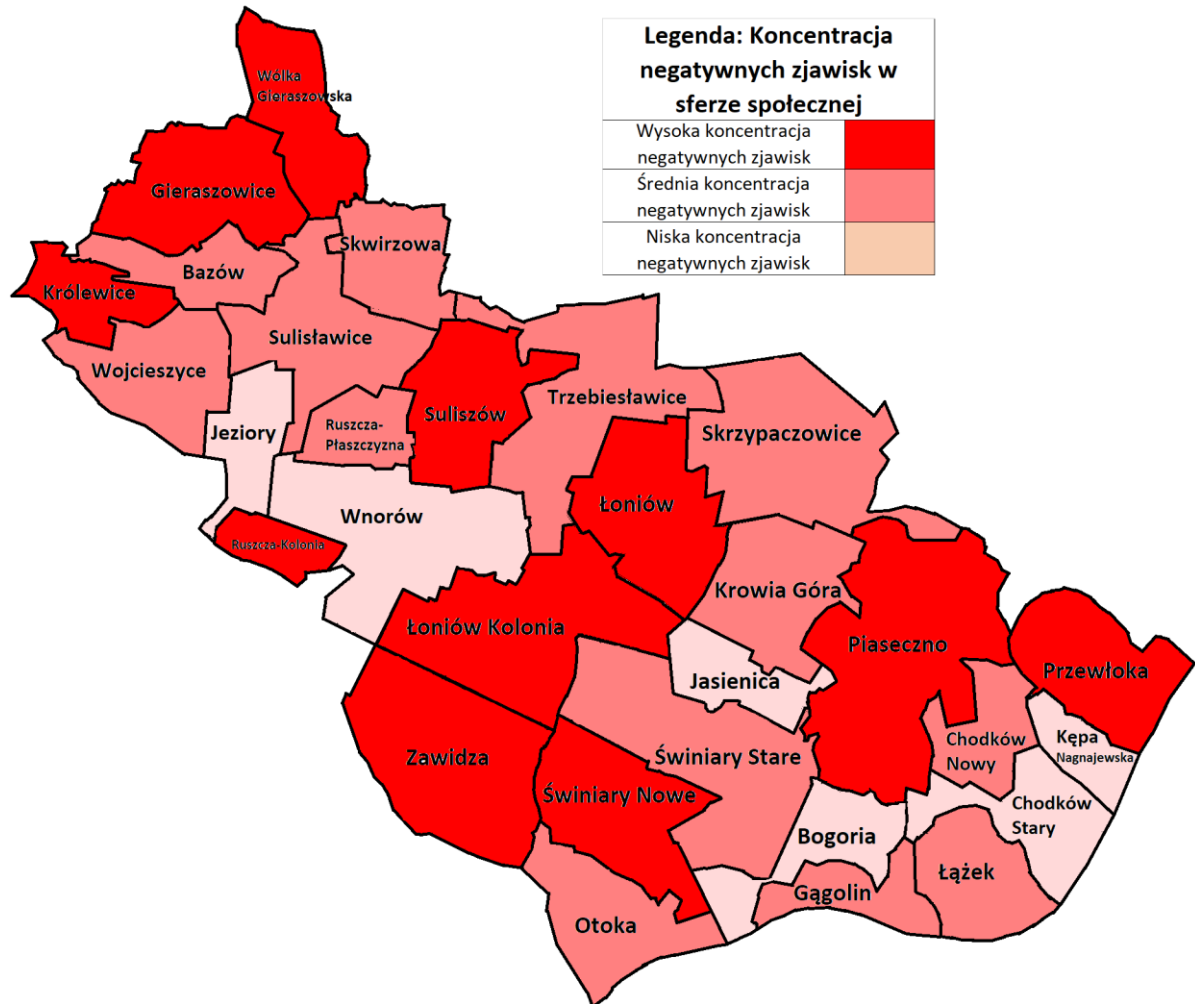 Legenda: Koncentracja
negatywnych zjawisk w
sferze społecznej
Wysoka koncentracja
negatywnych zjawisk
Średnia koncentracja
negatywnych zjawisk
Niska koncentracja
negatywnych zjawisk
Wólka
Gieraszowska
Gieraszowice
Skwirzowa
Bazów
Królewice
Sulisławice
Wojcieszyce
Trzebiesławice
Suliszów
Jeziory
Ruszcza-
Płaszczyzna
Skrzypaczowice
Łoniów
Wnorów
Ruszcza-Kolonia
Krowia Góra
Łoniów Kolonia
Piaseczno
Przewłoka
Jasienica
Chodków
Nowy
Kępa
Nagnajewska
Zawidza
Świniary Stare
Świniary Nowe
Chodków
Stary
Bogoria
Łążek
Gągolin
Otoka